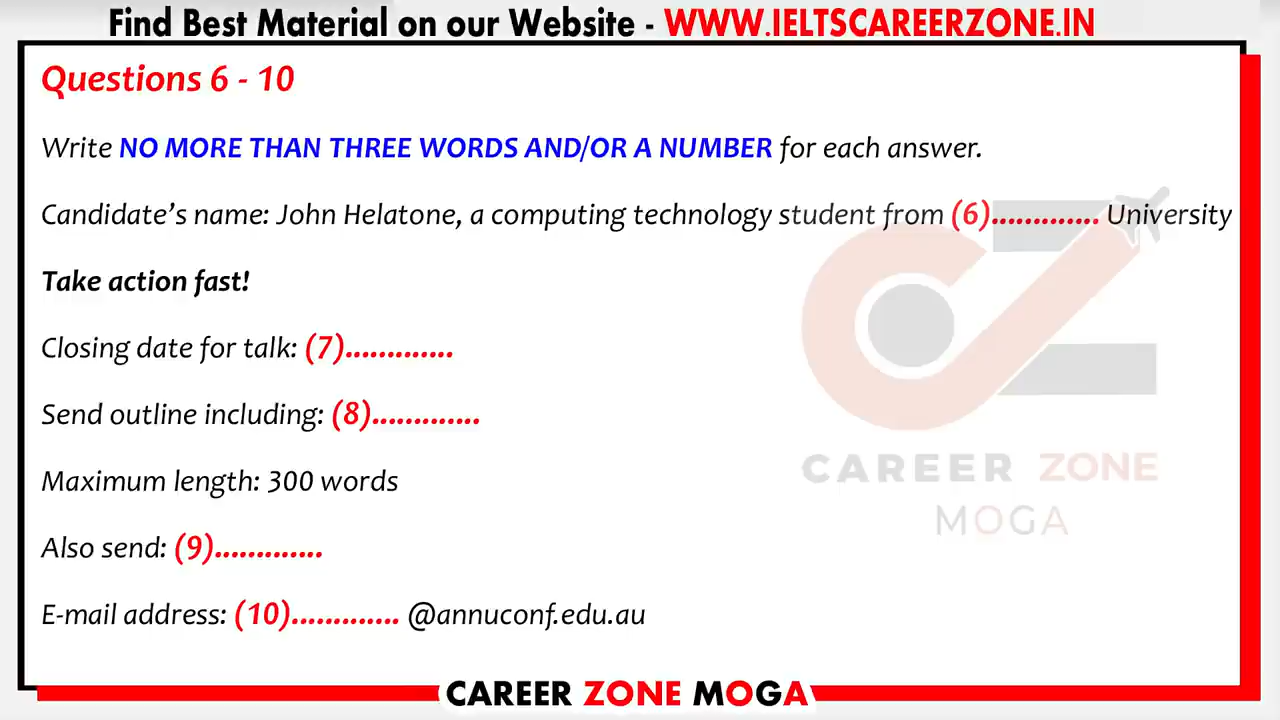 Find Best Material on our Website - WWW.IELTSCAREERZONE.IN
Questions 6 - 10
Write NO MORE THAN THREE WORDS AND/OR A NUMBER for each answer.
Candidate's name: John Helatone, a computing technology student from (6)............. University
Take action fast!
Closing date for talk: (7).............
Send outline including: (8).............
Maximum length: 300 words
Also send: (9).............
E-mail address: (10)............. @annuconf.edu.au
CAREER ZONE
MOGA
CAREER ZONE MOGA